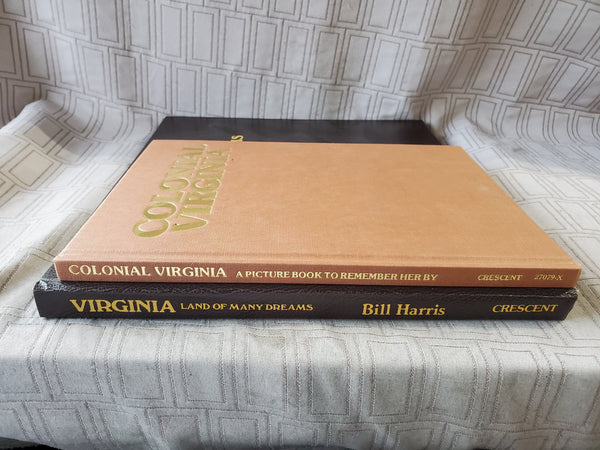 COLONIAL
VIRGINIA
COLONIAL VIRGINIA A PICTURE BOOK TO REMEMBER HER BY CRESCENT 27079-X
VIRGINIA LAND OF MANY DREAMS Bill Harris CRESCENT